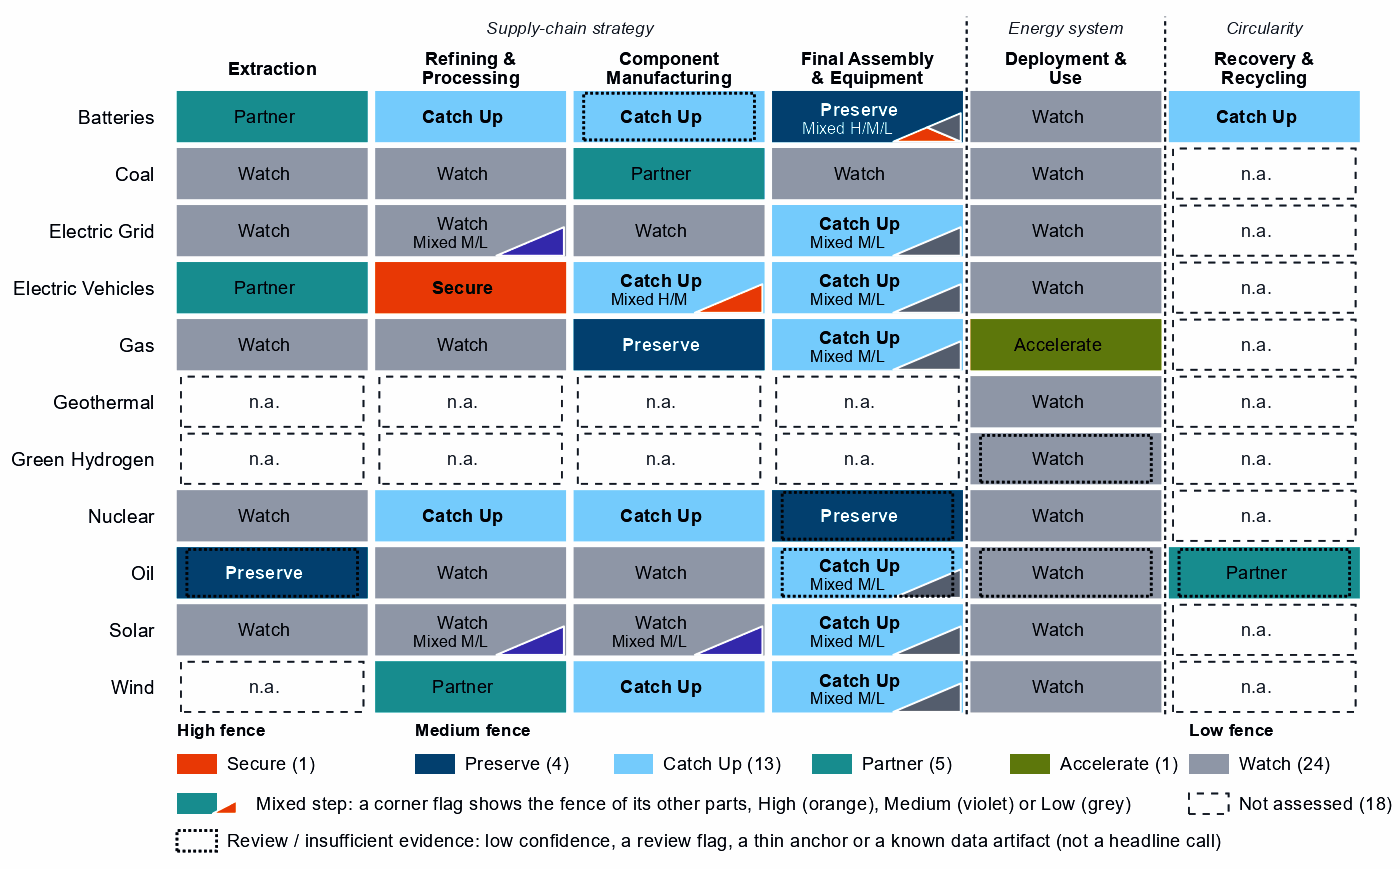 Supply-chain strategy
Energy system
Circularity
Extraction
Refining &
Processing
Component
Manufacturing
Final Assembly
& Equipment
Deployment &
Use
Recovery &
Recycling
Batteries
Partner
Catch Up
Catch Up
Preserve
Mixed H/M/L
Watch
Catch Up
Coal
Watch
Watch
Partner
Watch
Watch
n.a.
Electric Grid
Watch
Watch
Mixed M/L
Watch
Catch Up
Mixed M/L
Watch
n.a.
Electric Vehicles
Partner
Secure
Catch Up
Mixed H/M
Catch Up
Mixed M/L
Watch
n.a.
Gas
Watch
Watch
Preserve
Catch Up
Mixed M/L
Accelerate
n.a.
Geothermal
n.a.
n.a.
n.a.
n.a.
Watch
n.a.
Green Hydrogen
n.a.
n.a.
n.a.
n.a.
Watch
n.a.
Nuclear
Watch
Catch Up
Catch Up
Preserve
Watch
n.a.
Oil
Preserve
Watch
Watch
Catch Up
Mixed M/L
Watch
Partner
Solar
Watch
Watch
Mixed M/L
Watch
Mixed M/L
Catch Up
Mixed M/L
Watch
n.a.
Wind
n.a.
Partner
Catch Up
Catch Up
Mixed M/L
Watch
n.a.
High fence
Medium fence
Low fence
Secure (1)
Preserve (4)
Catch Up (13)
Partner (5)
Accelerate (1)
Watch (24)
Mixed step: a corner flag shows the fence of its other parts, High (orange), Medium (violet) or Low (grey)
Not assessed (18)
Review / insufficient evidence: low confidence, a review flag, a thin anchor or a known data artifact (not a headline call)